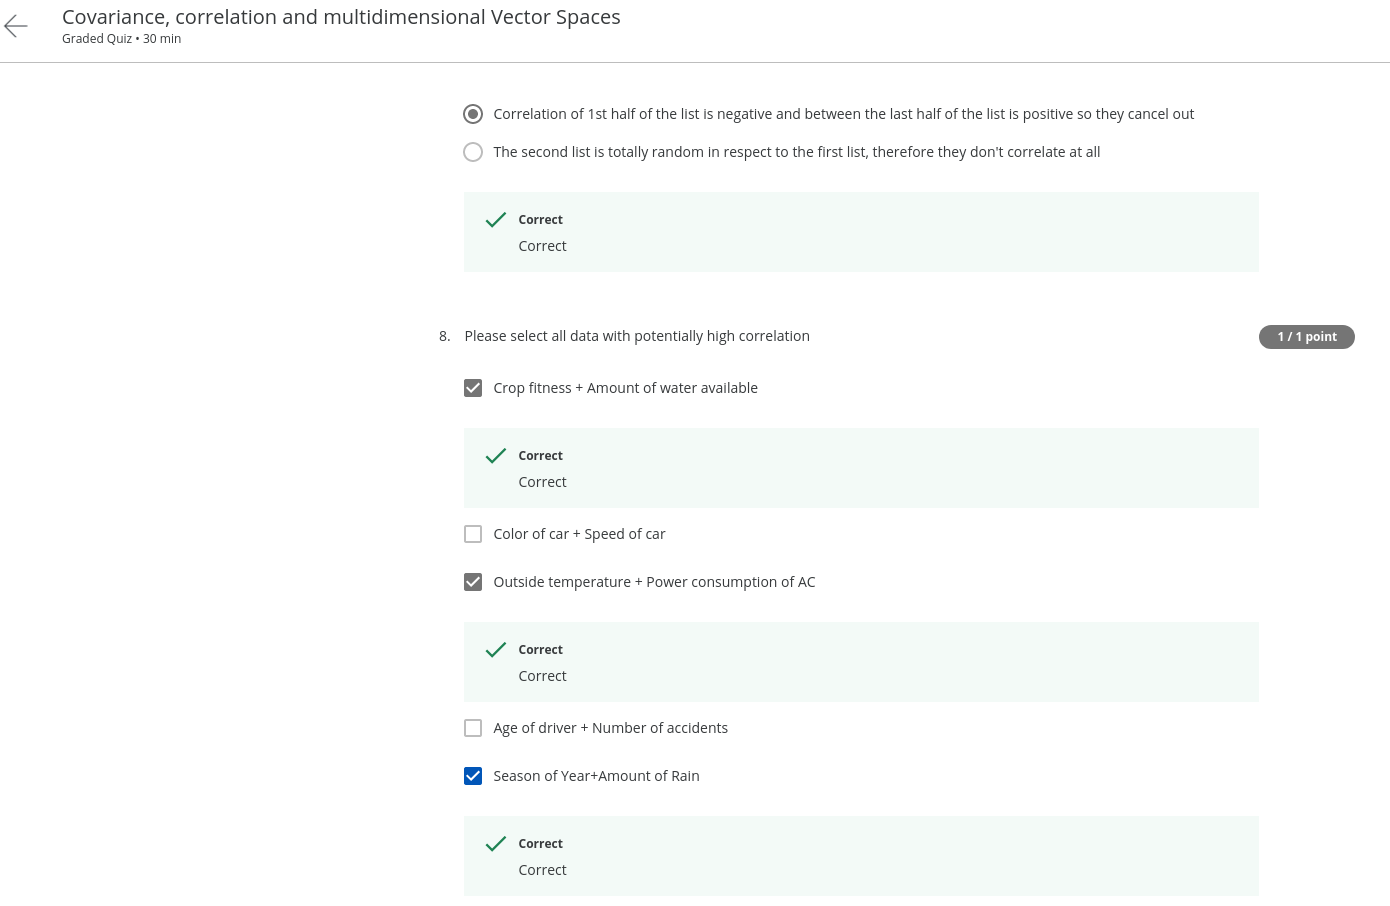 Covariance, correlation and multidimensional Vector Spaces
Graded Quiz • 30 min
Correlation of 1st half of the list is negative and between the last half of the list is positive so they cancel out
The second list is totally random in respect to the first list, therefore they don't correlate at all
Correct
Correct
8. Please select all data with potentially high correlation
1 / 1 point
Crop fitness + Amount of water available
Correct
Correct
Color of car + Speed of car
Outside temperature + Power consumption of AC
Correct
Correct
Age of driver + Number of accidents
Season of Year+Amount of Rain
Correct
Correct